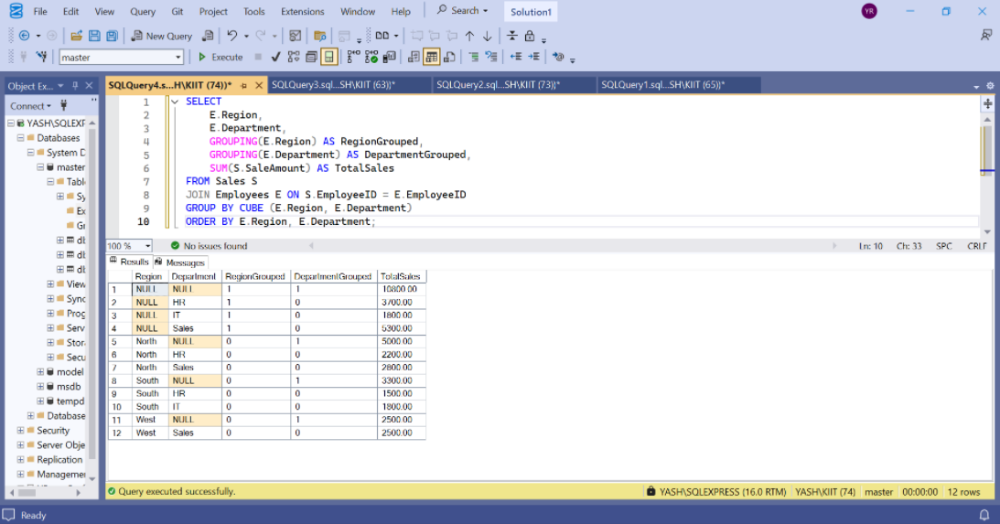 File Edit View Query Git Project Tools Extensions Window Help Search Solution1 YR
New Query
master Execute
Object Ex... SQLQuery4.s...H\KIIT (74))* SQLQuery3.sql...SH\KIIT (63))* SQLQuery2.sql...SH\KIIT (73))* SQLQuery1.sql...SH\KIIT (65))*
Connect
YASH\SQLEXP
Databases
System D
master
Tabl
Sy
Ex
Gr
db
db
db
View
Sync
Prog
Serv
Stor
Secu
model
msdb
tempd
Database
Security
Server Obje
Replication
Managemen
1 SELECT
2 E.Region,
3 E.Department,
4 GROUPING(E.Region) AS RegionGrouped,
5 GROUPING(E.Department) AS DepartmentGrouped,
6 SUM(S.SaleAmount) AS TotalSales
7 FROM Sales S
8 JOIN Employees E ON S.EmployeeID = E.EmployeeID
9 GROUP BY CUBE (E.Region, E.Department)
10 ORDER BY E.Region, E.Department;
100 % No issues found Ln: 10 Ch: 33 SPC CRLF
Results Messages
Region Department RegionGrouped DepartmentGrouped TotalSales
1 NULL NULL 1 1 10800.00
2 NULL HR 1 0 3700.00
3 NULL IT 1 0 1800.00
4 NULL Sales 1 0 5300.00
5 North NULL 0 1 5000.00
6 North HR 0 0 2200.00
7 North Sales 0 0 2800.00
8 South NULL 0 1 3300.00
9 South HR 0 0 1500.00
10 South IT 0 0 1800.00
11 West NULL 0 1 2500.00
12 West Sales 0 0 2500.00
Query executed successfully. YASH\SQLEXPRESS (16.0 RTM) YASH\KIIT (74) master 00:00:00 12 rows
Ready